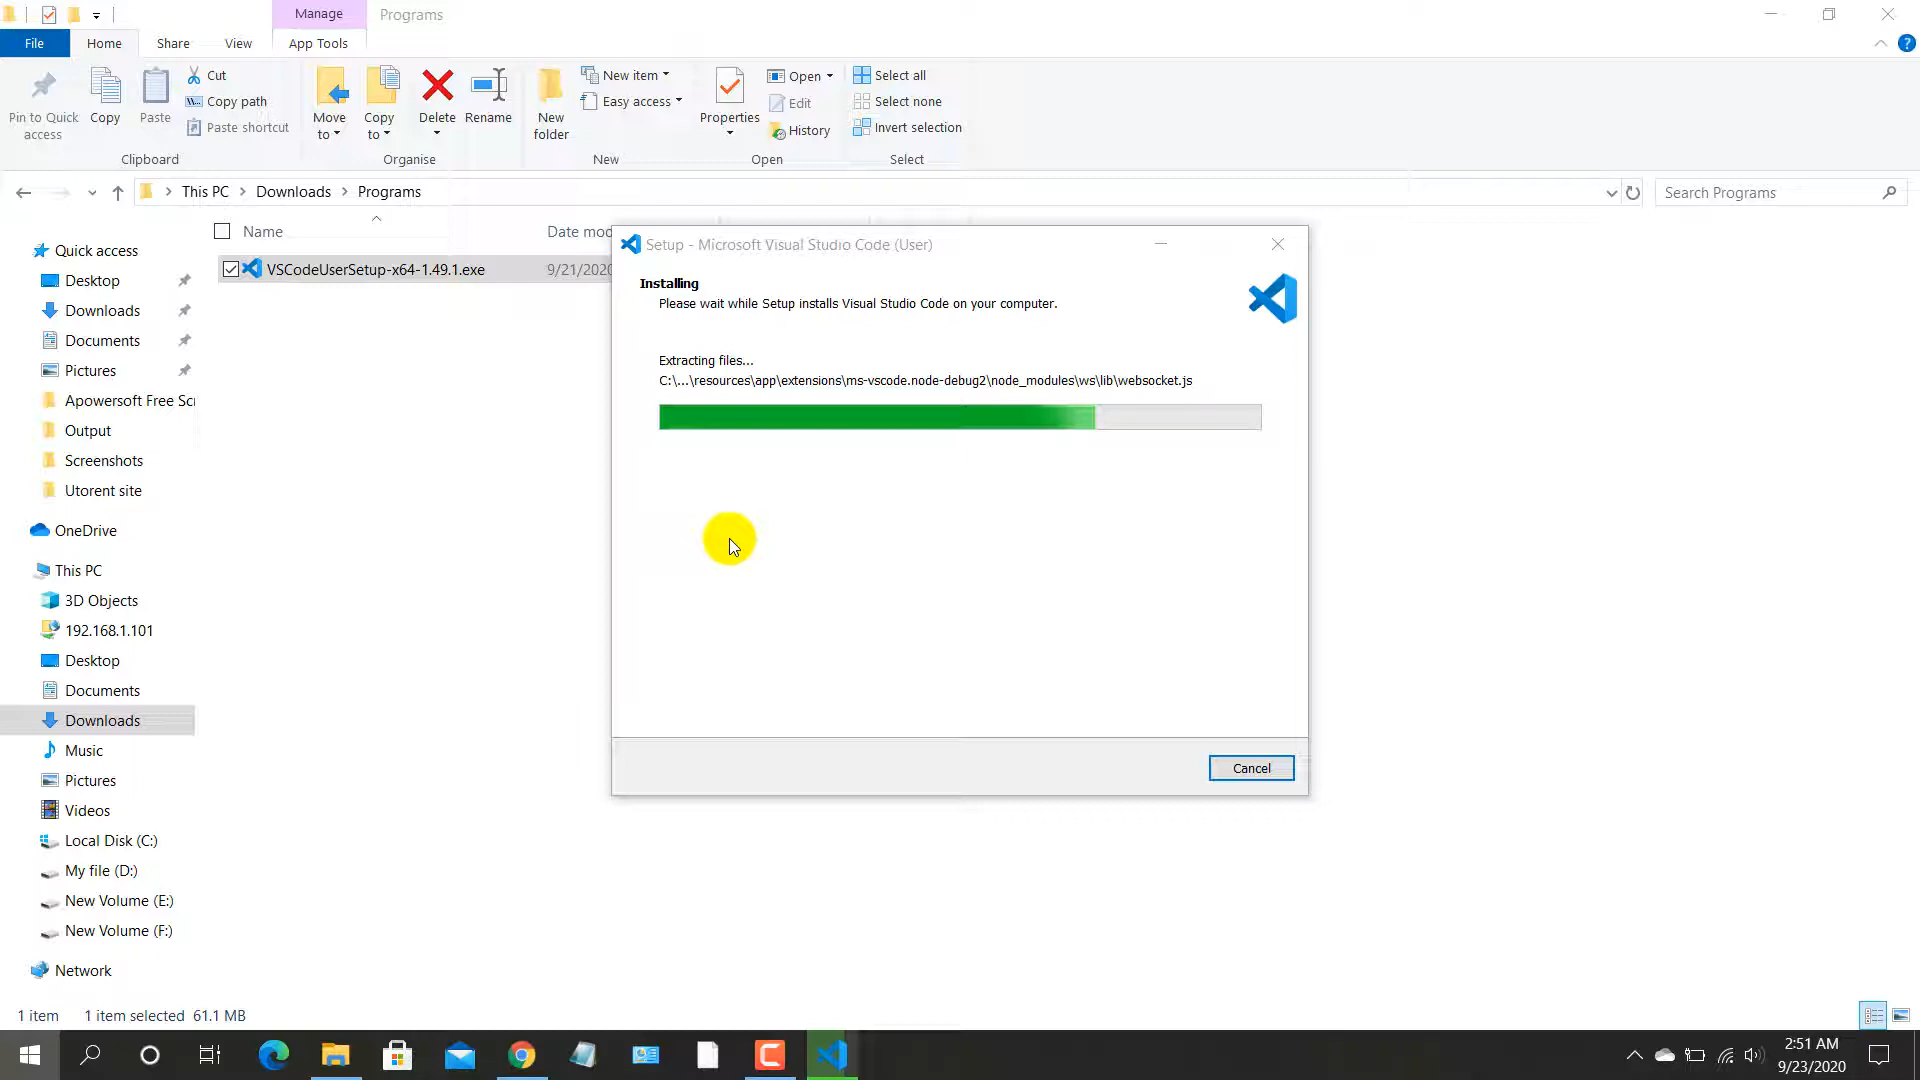 Manage
Programs
File
Home
Share
View
App Tools
Pin to Quick
access
Copy
Paste
Cut
Copy path
Paste shortcut
Clipboard
Move
to
Copy
to
Delete
Rename
Organise
New
folder
New item
Easy access
New
Properties
Open
Edit
History
Open
Select all
Select none
Invert selection
Select
This PC
Downloads
Programs
Search Programs
Name
Date mod
VSCodeUserSetup-x64-1.49.1.exe
9/21/2020
Quick access
Desktop
Downloads
Documents
Pictures
Apowersoft Free Scr
Output
Screenshots
Utorent site
OneDrive
This PC
3D Objects
192.168.1.101
Desktop
Documents
Downloads
Music
Pictures
Videos
Local Disk (C:)
My file (D:)
New Volume (E:)
New Volume (F:)
Network
Setup - Microsoft Visual Studio Code (User)
Installing
Please wait while Setup installs Visual Studio Code on your computer.
Extracting files...
C:\...\resources\app\extensions\ms-vscode.node-debug2\node_modules\ws\lib\websocket.js
Cancel
1 item
1 item selected 61.1 MB
2:51 AM
9/23/2020